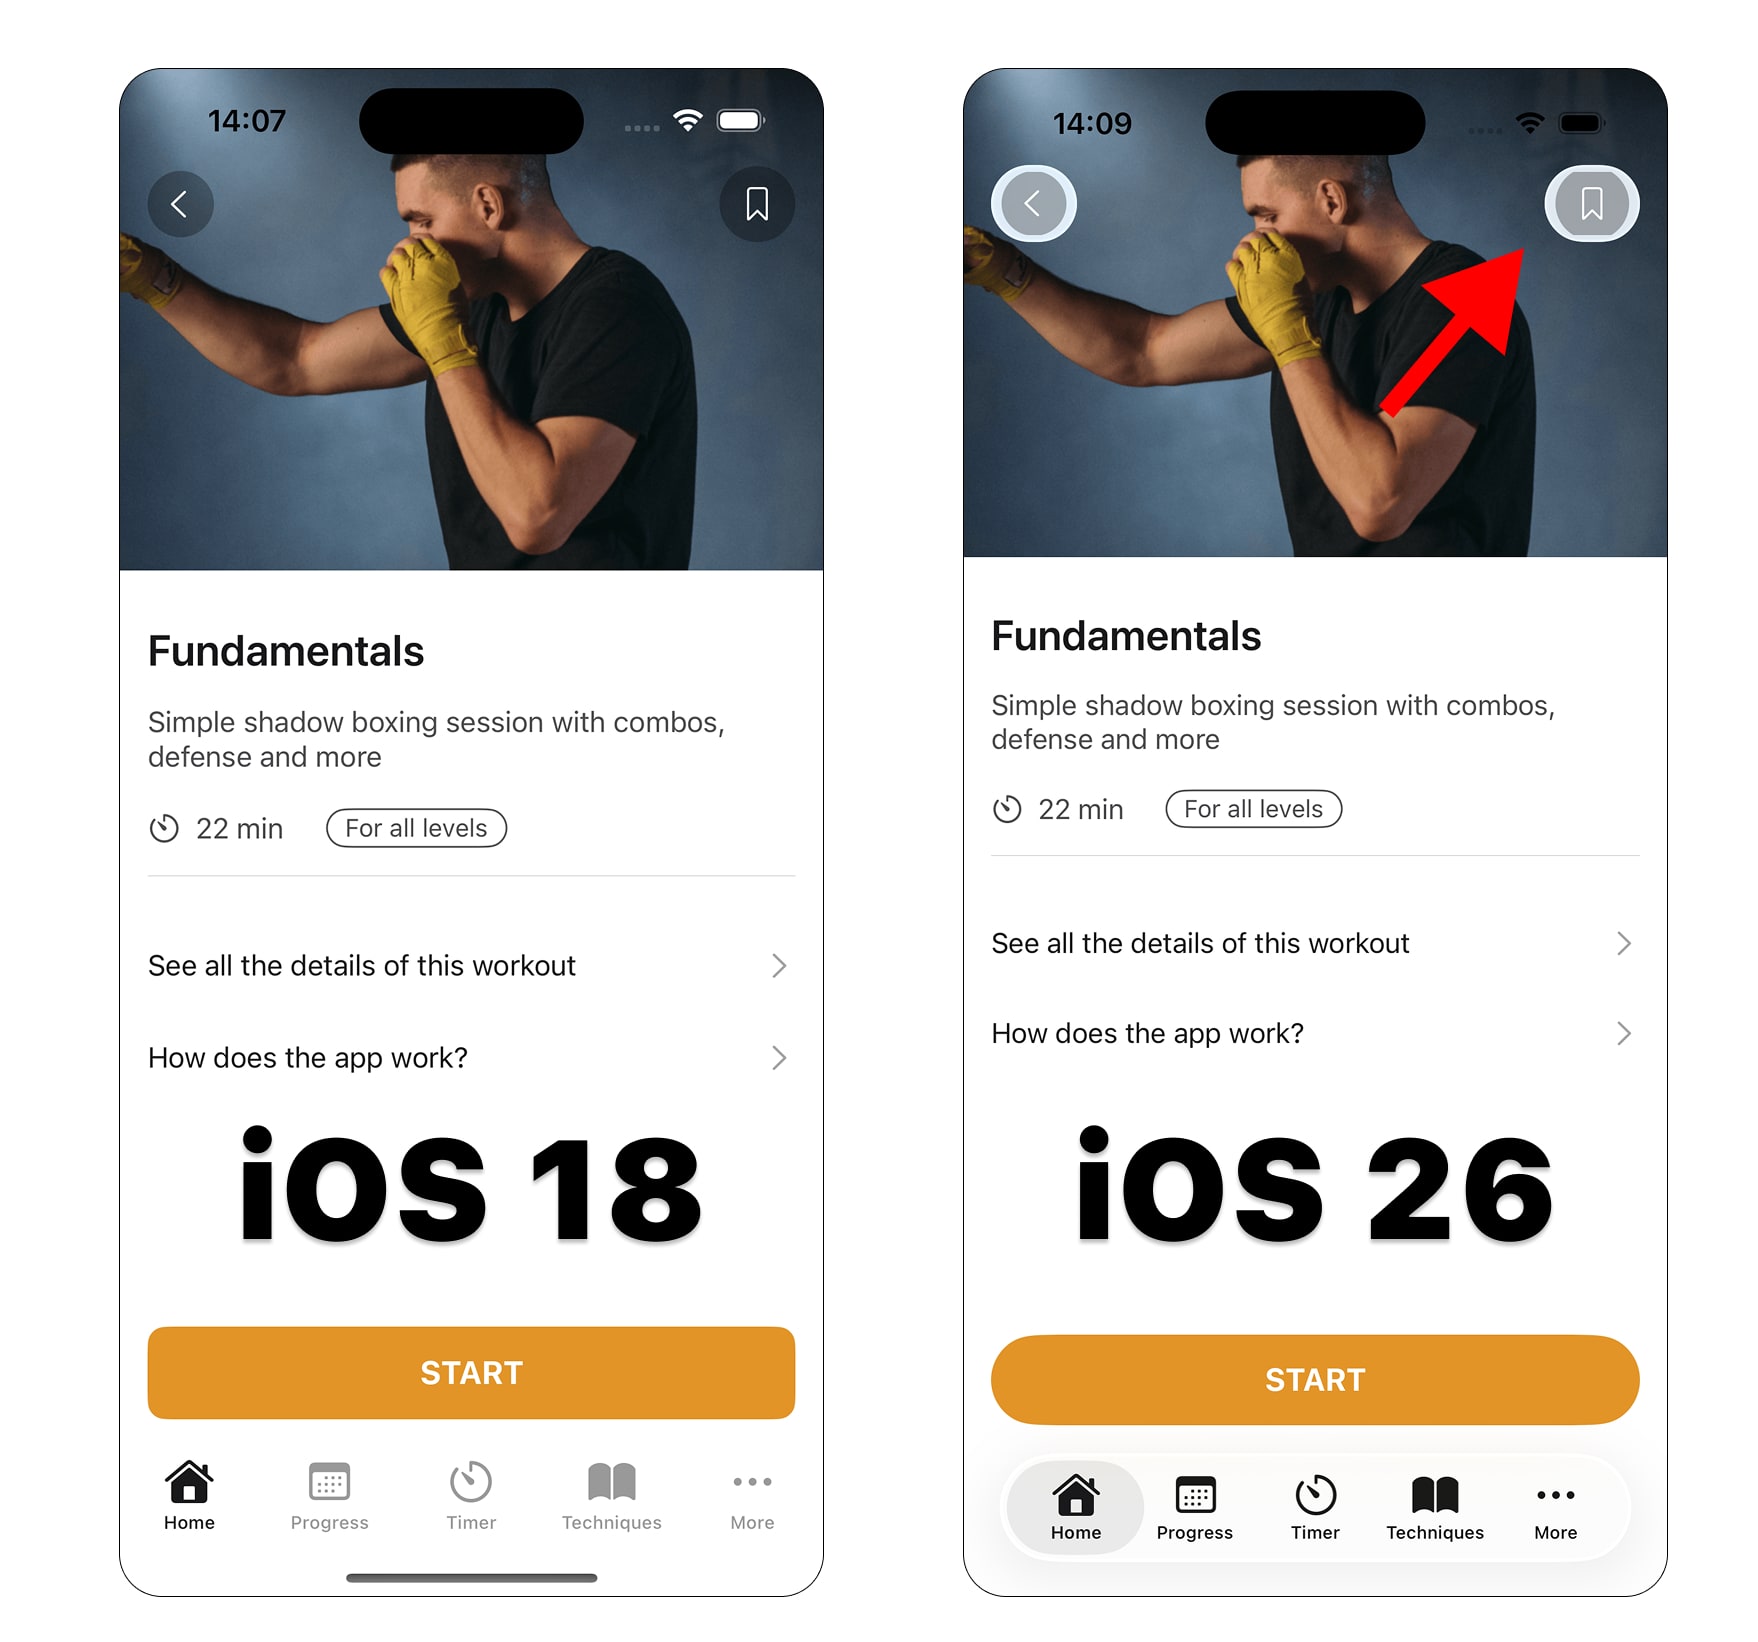 14:07
Fundamentals
Simple shadow boxing session with combos,
defense and more
22 min
For all levels
See all the details of this workout
How does the app work?
iOS 18
START
Home
Progress
Timer
Techniques
More
14:09
Fundamentals
Simple shadow boxing session with combos,
defense and more
22 min
For all levels
See all the details of this workout
How does the app work?
iOS 26
START
Home
Progress
Timer
Techniques
More